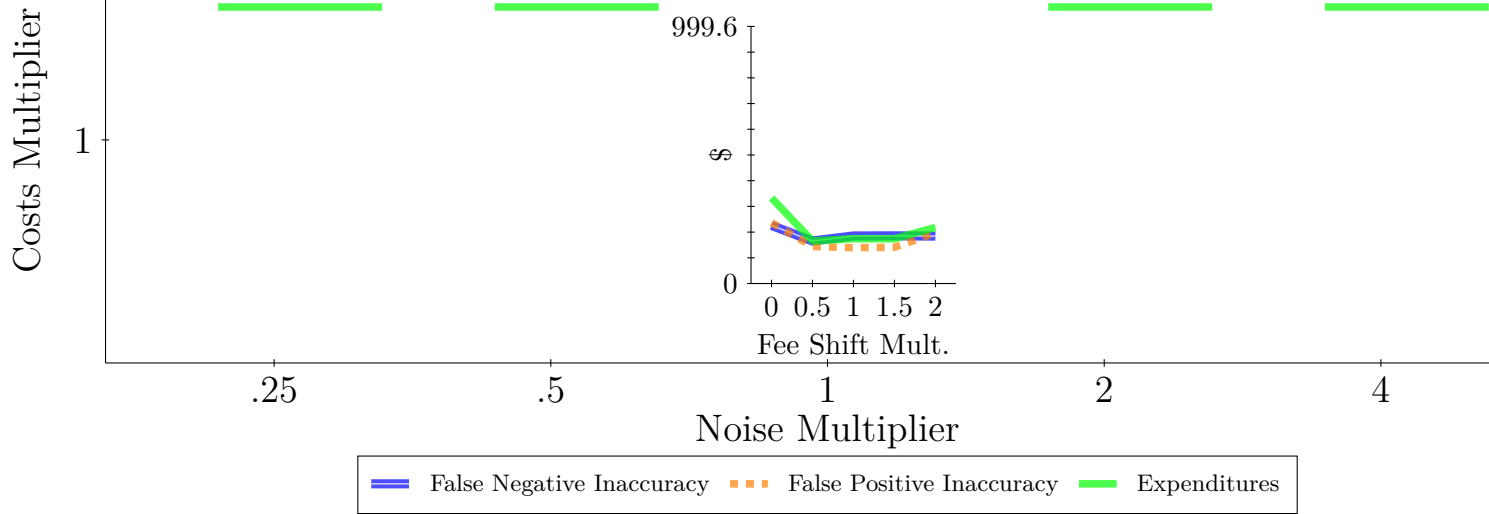 Costs Multiplier
1
999.6
$
0
0 0.5 1 1.5 2
Fee Shift Mult.
.25 .5 1 2 4
Noise Multiplier
False Negative Inaccuracy False Positive Inaccuracy Expenditures